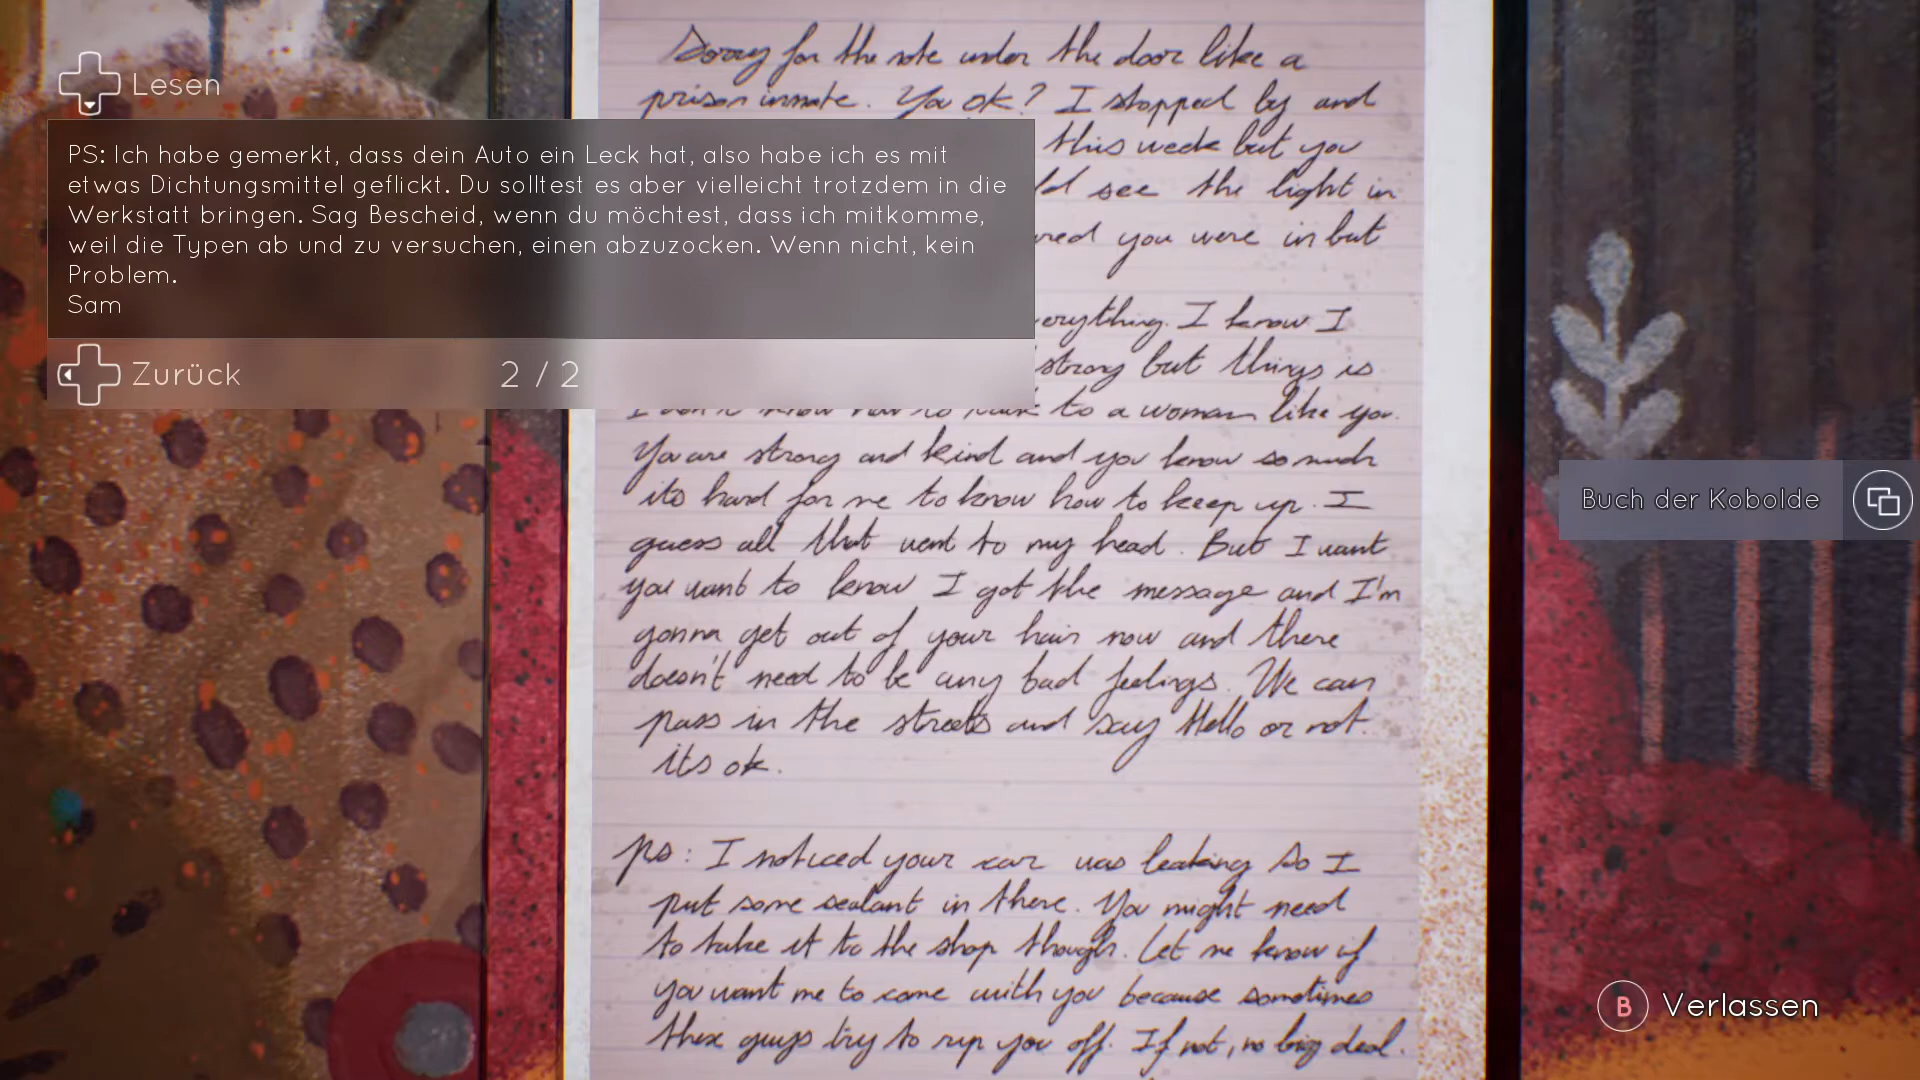 Lesen
PS: Ich habe gemerkt, dass dein Auto ein Leck hat, also habe ich es mit
etwas Dichtungsmittel geflickt. Du solltest es aber vielleicht trotzdem in die
Werkstatt bringen. Sag Bescheid, wenn du möchtest, dass ich mitkomme,
weil die Typen ab und zu versuchen, einen abzuzocken. Wenn nicht, kein
Problem.
Sam
Zurück
2 / 2
Sorry for the note under the door like a
prison inmate. You ok? I stopped by and
this week but you
see the light in
you were in but
I know I
strong but things is
to a woman like you.
You are strong and kind and you know so much
its hard for me to know how to keep up. I
guess all that went to my head. But I want
you want to know I got the message and I'm
gonna get out of your hair now and there
doesn't need to be any bad feelings. We can
pass in the streets and say Hello or not.
its ok.
ps: I noticed your car was leaking so I
put some sealant in there. You might need
to take it to the shop though. Let me know if
you want me to come with you because sometimes
these guys try to rip you off. If not, no big deal.
Buch der Kobolde
B Verlassen